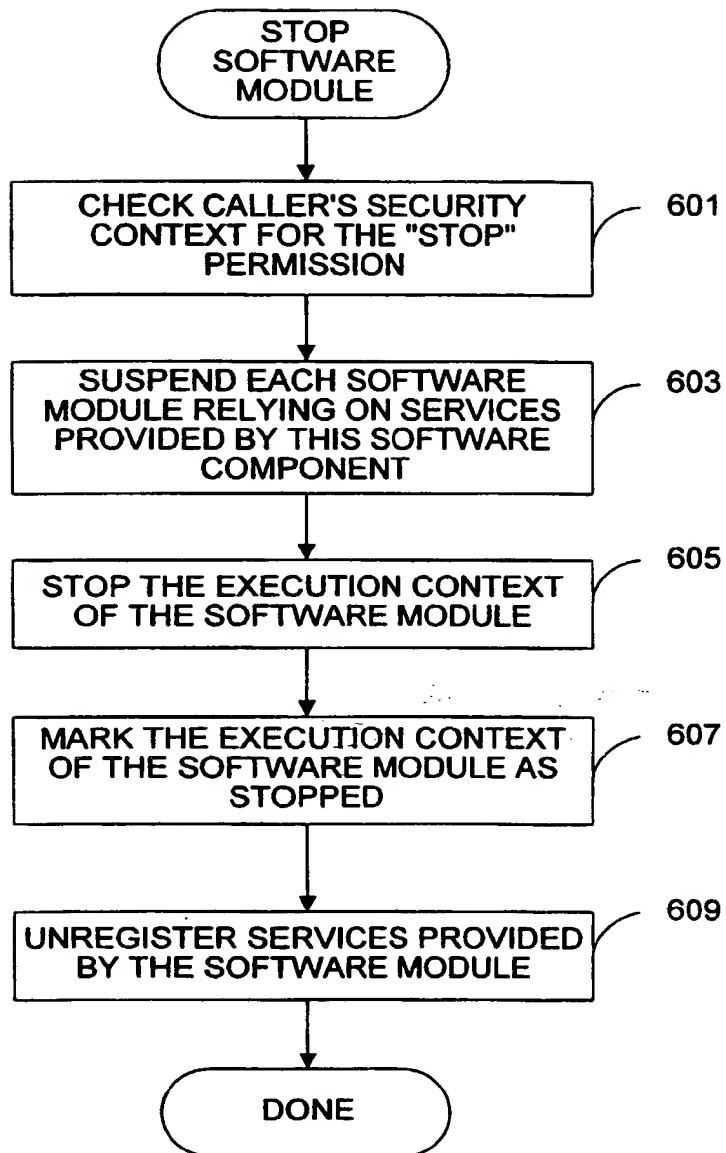 STOP
SOFTWARE
MODULE
CHECK CALLER'S SECURITY
CONTEXT FOR THE "STOP"
PERMISSION
601
SUSPEND EACH SOFTWARE
MODULE RELYING ON SERVICES
PROVIDED BY THIS SOFTWARE
COMPONENT
603
STOP THE EXECUTION CONTEXT
OF THE SOFTWARE MODULE
605
MARK THE EXECUTION CONTEXT
OF THE SOFTWARE MODULE AS
STOPPED
607
UNREGISTER SERVICES PROVIDED
BY THE SOFTWARE MODULE
609
DONE